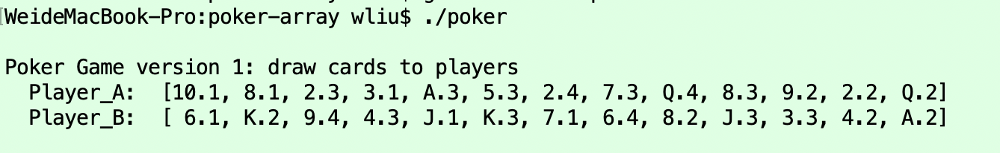 WeideMacBook-Pro:poker-array wliu$ ./poker
Poker Game version 1: draw cards to players
Player_A: [10.1, 8.1, 2.3, 3.1, A.3, 5.3, 2.4, 7.3, Q.4, 8.3, 9.2, 2.2, Q.2]
Player_B: [ 6.1, K.2, 9.4, 4.3, J.1, K.3, 7.1, 6.4, 8.2, J.3, 3.3, 4.2, A.2]